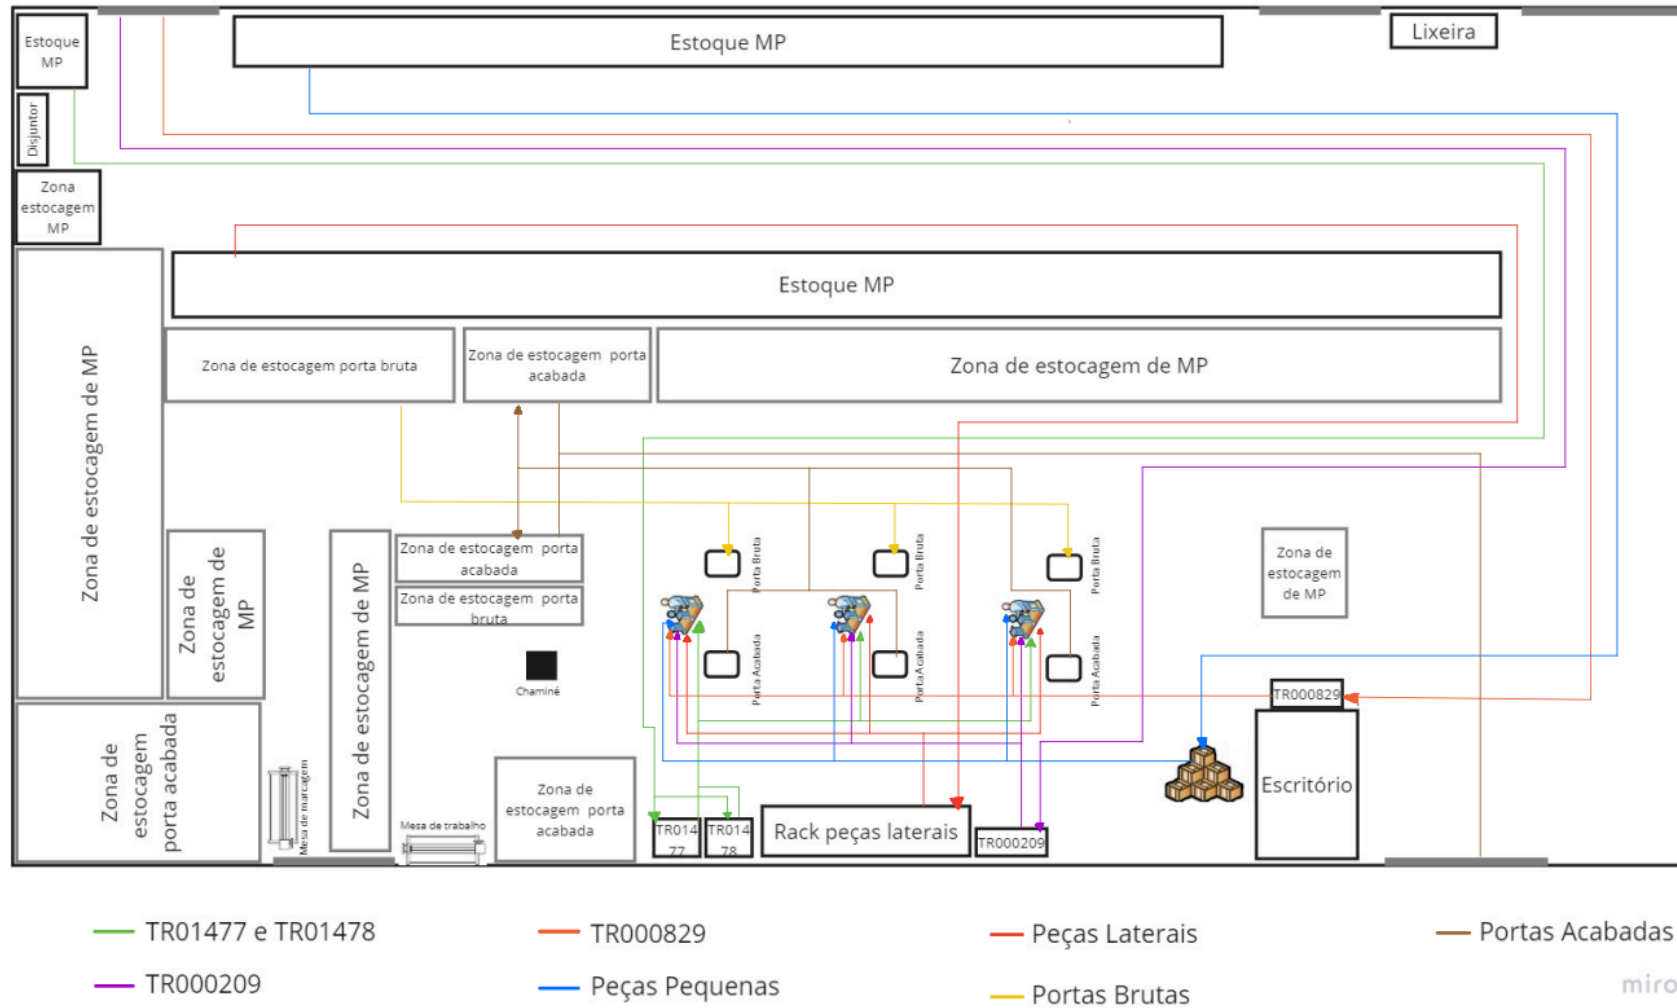 Estoque
MP
Estoque MP
Lixeira
Disjuntor
Zona
estocagem
MP
Estoque MP
Zona de estocagem de MP
Zona de estocagem porta bruta
Zona de estocagem porta
acabada
Zona de estocagem de MP
Zona de
estocagem de
MP
Zona de estocagem de MP
Zona de estocagem porta
acabada
Zona de estocagem porta
bruta
Porta Bruta
Porta Bruta
Porta Bruta
Zona de
estocagem
de MP
Chaminé
Porta Acabada
Porta Acabada
Porta Acabada
TR000829
Zona de
estocagem
porta acabada
Mesa de marcagem
Mesa de trabalho
Zona de
estocagem porta
acabada
TR014
77
TR014
78
Rack peças laterais
TR000209
Escritório
TR01477 e TR01478
TR000829
Peças Laterais
Portas Acabadas
TR000209
Peças Pequenas
Portas Brutas
miro